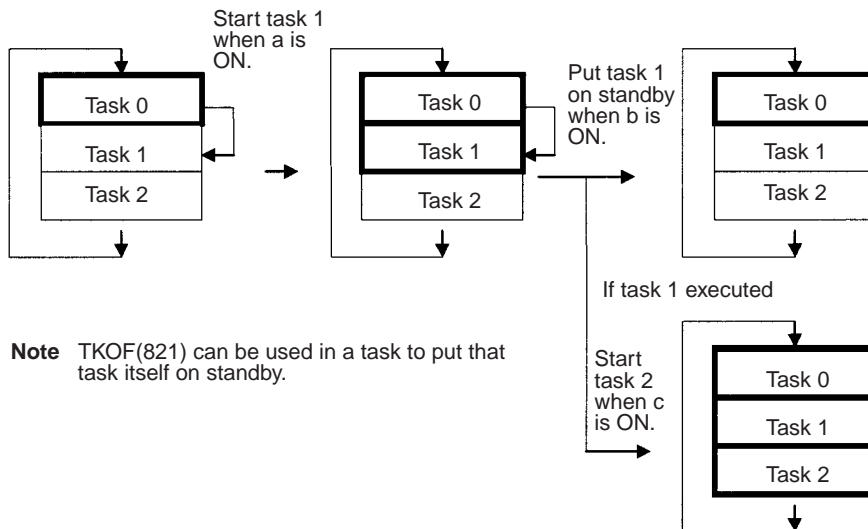 Start task 1
when a is
ON.
Task 0
Task 1
Task 2
Task 0
Task 1
Task 2
Put task 1
on standby
when b is
ON.
Task 0
Task 1
Task 2
If task 1 executed
Note TKOF(821) can be used in a task to put that
task itself on standby.
Start
task 2
when c
is ON.
Task 0
Task 1
Task 2